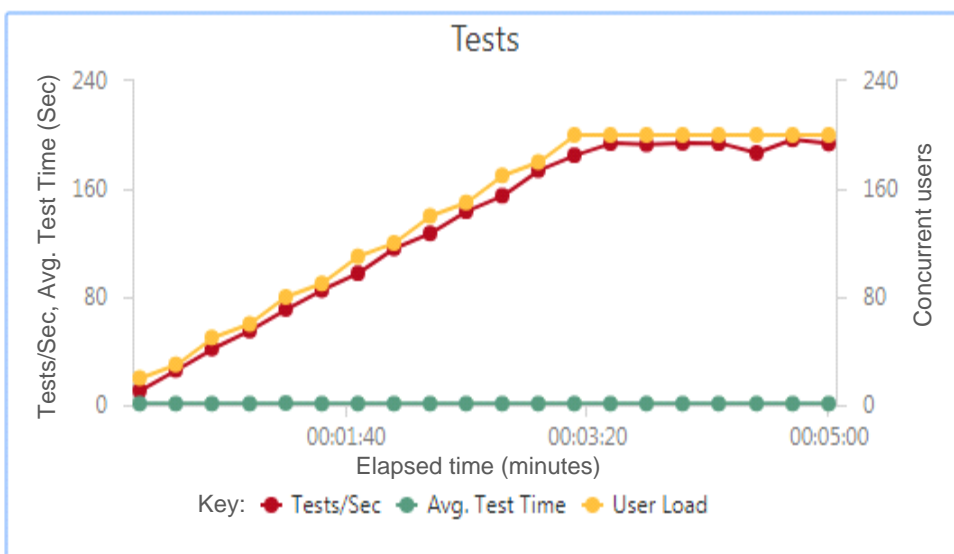 Tests
Tests/Sec, Avg. Test Time (Sec)
240
160
80
0
240
160
80
0
Concurrent users
00:01:40 00:03:20 00:05:00
Elapsed time (minutes)
Key: Tests/Sec Avg. Test Time User Load